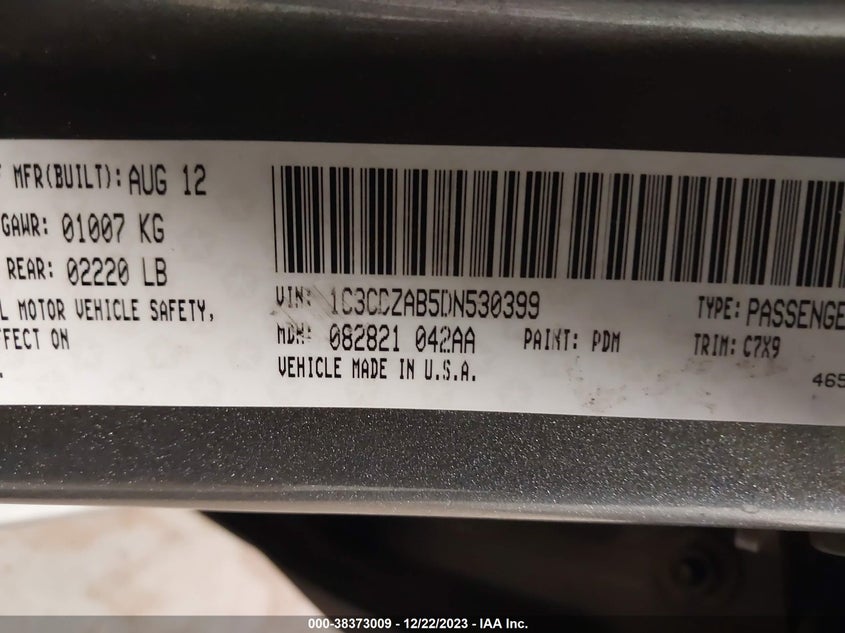 MFR(BUILT): AUG 12
GAWR: 01007 KG
REAR: 02220 LB
L MOTOR VEHICLE SAFETY,
FFECT ON
VIN: 1C3CDZAB5DN530399
TYPE: PASSENGE
MDH: 082821 042AA
PAINT: PDM
TRIM: C7X9
VEHICLE MADE IN U.S.A.
465
000-38373009 - 12/22/2023 - IAA Inc.